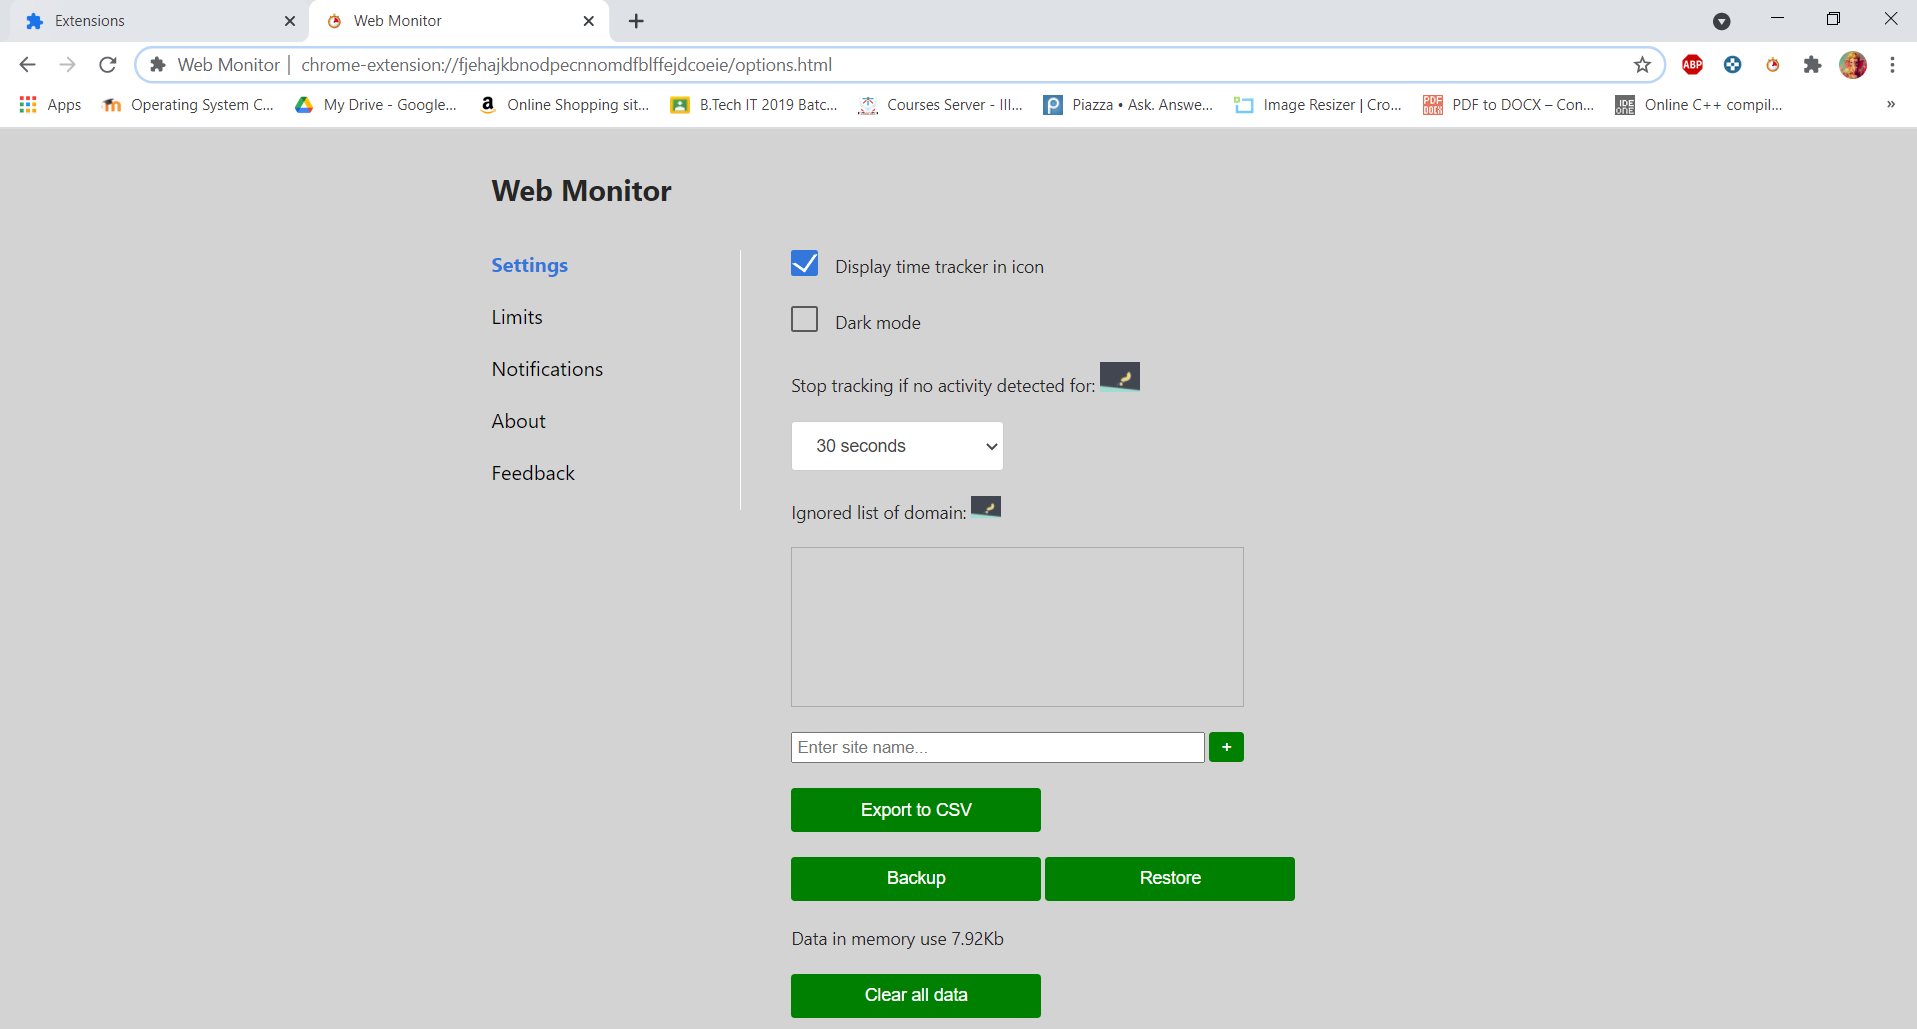 Extensions
Web Monitor
Web Monitor | chrome-extension://fjehajkbnodpecnnomdfblffejdcoeie/options.html
ABP
Apps
Operating System C...
My Drive - Google...
Online Shopping sit...
B.Tech IT 2019 Batc...
Courses Server - III...
Piazza • Ask. Answe...
Image Resizer | Cro...
PDF to DOCX – Con...
Online C++ compil...
»
Web Monitor
Settings
Limits
Notifications
About
Feedback
Display time tracker in icon
Dark mode
Stop tracking if no activity detected for:
30 seconds
Ignored list of domain:
Enter site name...
+
Export to CSV
Backup
Restore
Data in memory use 7.92Kb
Clear all data